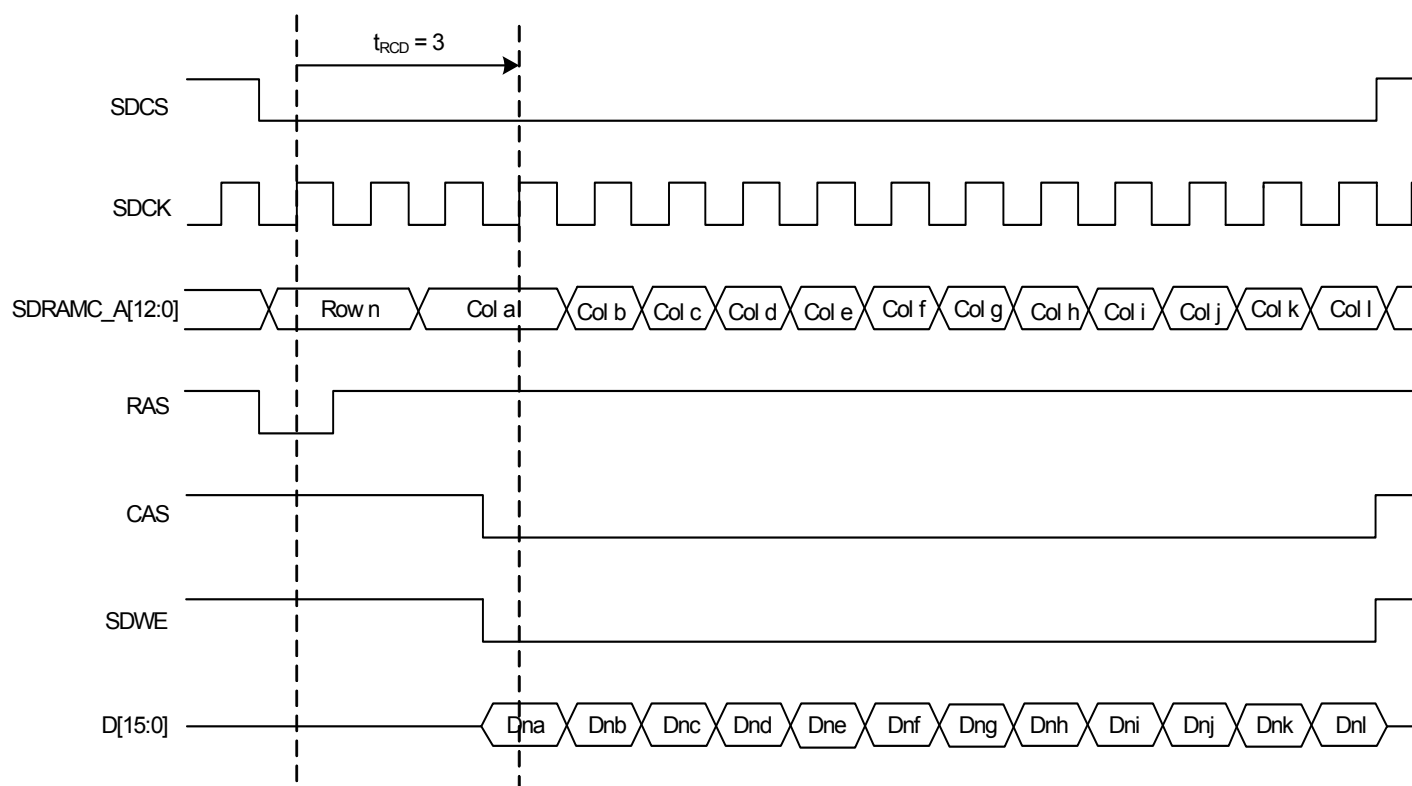 tRCD = 3
SDCS
SDCK
SDRAMC_A[12:0] Row n Col a Col b Col c Col d Col e Col f Col g Col h Col i Col j Col k Col l
RAS
CAS
SDWE
D[15:0] Dna Dnb Dnc Dnd Dne Dnf Dng Dnh Dni Dnj Dnk Dnl